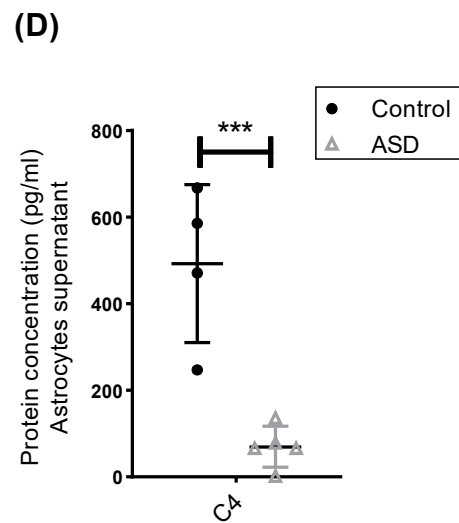 (D)
***
Control
ASD
Protein concentration (pg/ml)
Astrocytes supernatant
800
600
400
200
0
C4